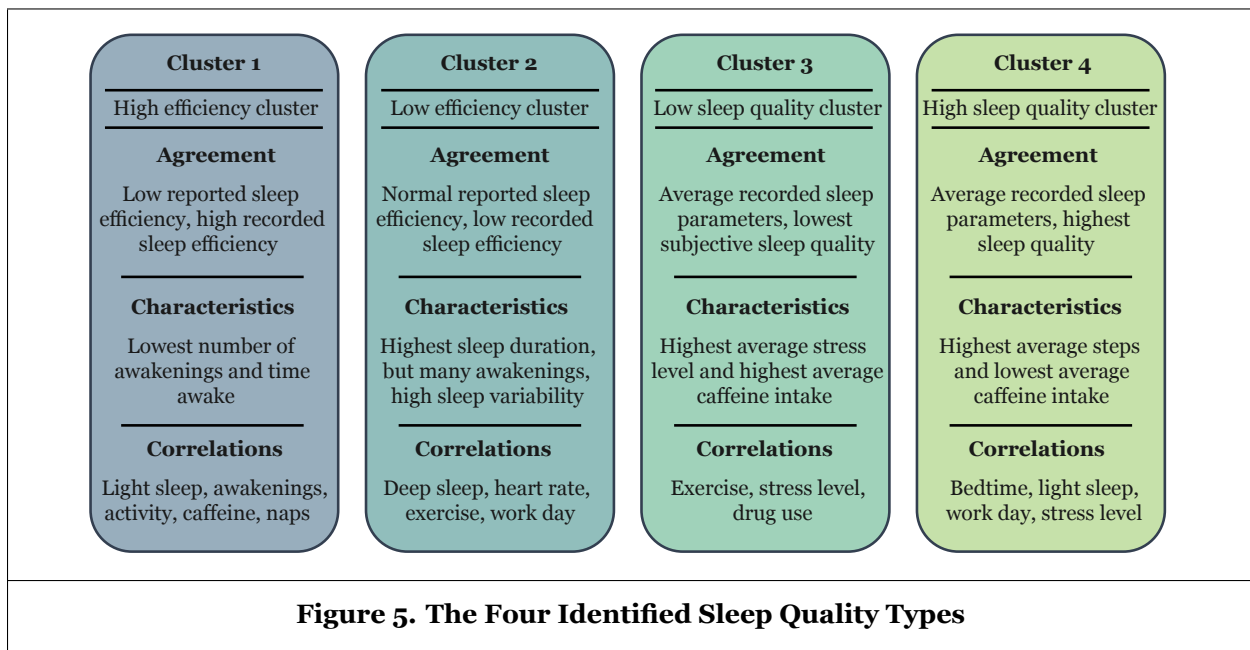 Cluster 1
High efficiency cluster
Agreement
Low reported sleep
efficiency, high recorded
sleep efficiency
Characteristics
Lowest number of
awakenings and time
awake
Correlations
Light sleep, awakenings,
activity, caffeine, naps
Cluster 2
Low efficiency cluster
Agreement
Normal reported sleep
efficiency, low recorded
sleep efficiency
Characteristics
Highest sleep duration,
but many awakenings,
high sleep variability
Correlations
Deep sleep, heart rate,
exercise, work day
Cluster 3
Low sleep quality cluster
Agreement
Average recorded sleep
parameters, lowest
subjective sleep quality
Characteristics
Highest average stress
level and highest average
caffeine intake
Correlations
Exercise, stress level,
drug use
Cluster 4
High sleep quality cluster
Agreement
Average recorded sleep
parameters, highest
sleep quality
Characteristics
Highest average steps
and lowest average
caffeine intake
Correlations
Bedtime, light sleep,
work day, stress level
Figure 5. The Four Identified Sleep Quality Types